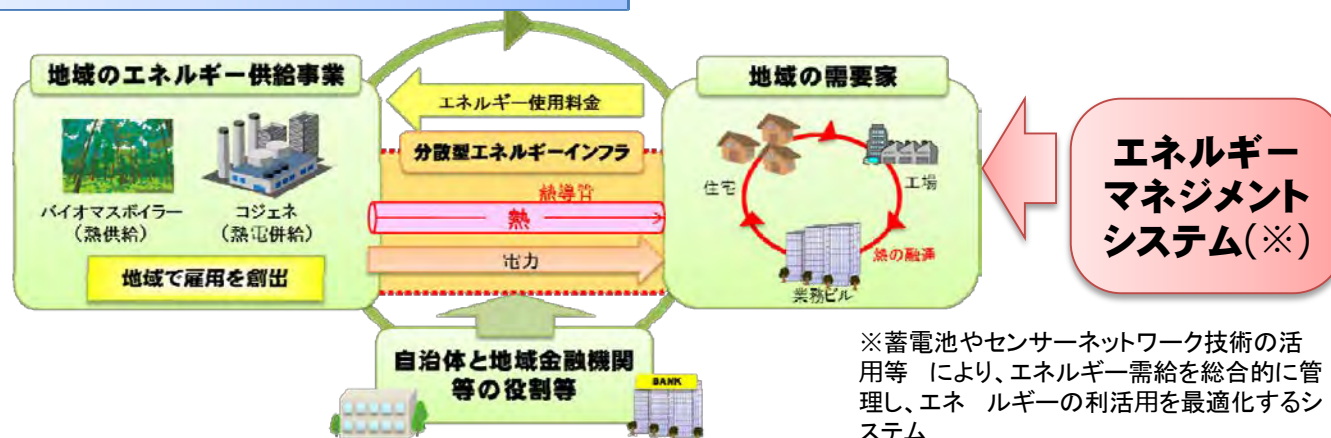 地域のエネルギー供給事業
バイオマスボイラー
（熱供給）
コジェネ
（熱電併給）
地域で雇用を創出
エネルギー使用料金
分散型エネルギーインフラ
熱導管
熱
電力
自治体と地域金融機関
等の役割等
BANK
地域の需要家
住宅
工場
熱の融通
業務ビル
エネルギー
マネジメント
システム(※)
※蓄電池やセンサーネットワーク技術の活
用等　により、エネルギー需給を総合的に管
理し、エネ　ルギーの利活用を最適化するシ
ステム